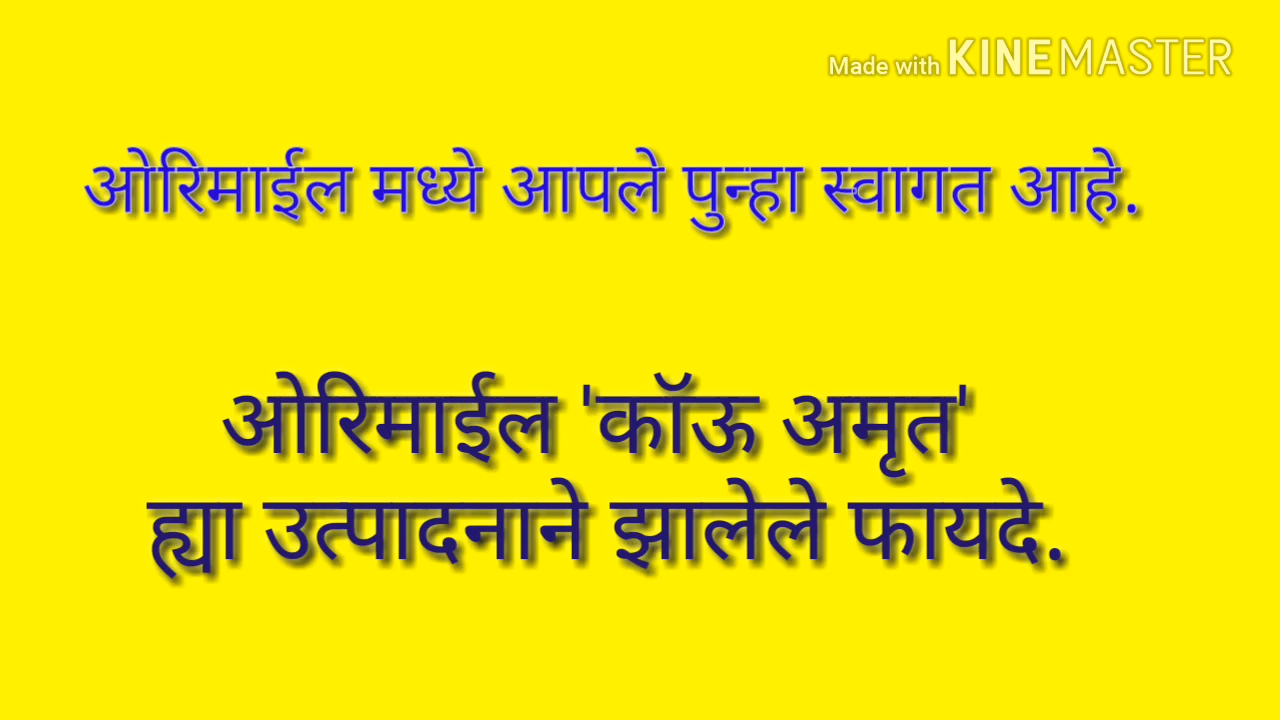 Made with KINEMASTER
ओरिमाईल मध्ये आपले पुन्हा स्वागत आहे.
ओरिमाईल 'कॉऊ अमृत'
ह्या उत्पादनाने झालेले फायदे.